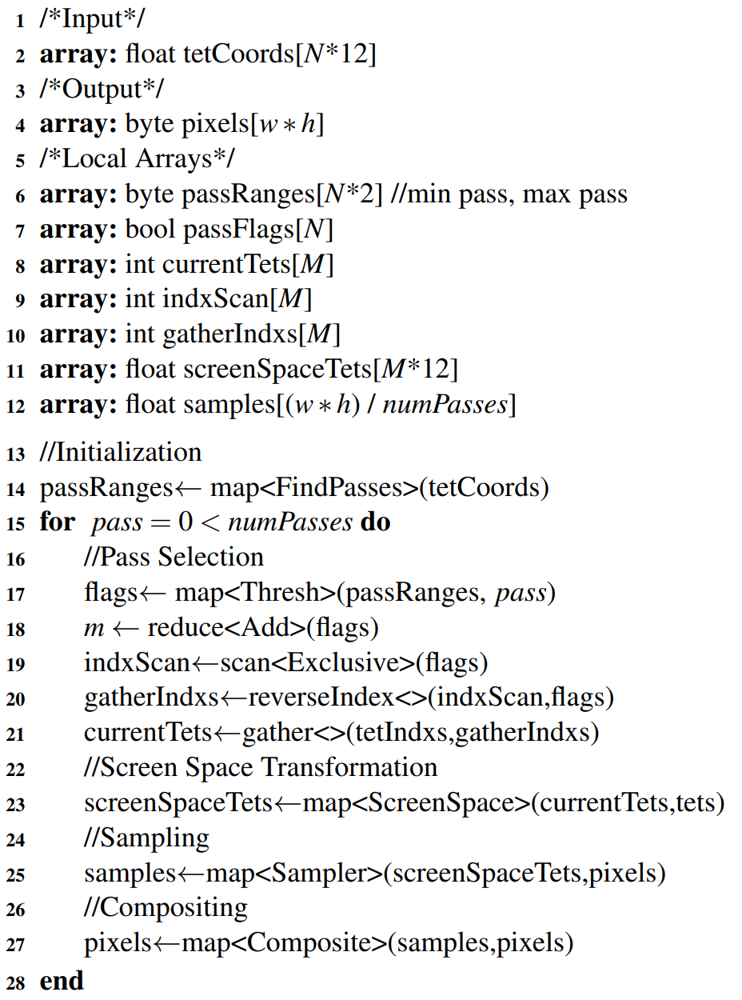 1 /*Input*/
2 array: float tetCoords[N*12]
3 /*Output*/
4 array: byte pixels[w * h]
5 /*Local Arrays*/
6 array: byte passRanges[N*2] //min pass, max pass
7 array: bool passFlags[N]
8 array: int currentTets[M]
9 array: int indxScan[M]
10 array: int gatherIndxs[M]
11 array: float screenSpaceTets[M*12]
12 array: float samples[(w * h) / numPasses]
13 //Initialization
14 passRanges← map<FindPasses>(tetCoords)
15 for pass = 0 < numPasses do
16 //Pass Selection
17 flags← map<Thresh>(passRanges, pass)
18 m ← reduce<Add>(flags)
19 indxScan←scan<Exclusive>(flags)
20 gatherIndxs←reverseIndex<>(indxScan,flags)
21 currentTets←gather<>(tetIndxs,gatherIndxs)
22 //Screen Space Transformation
23 screenSpaceTets←map<ScreenSpace>(currentTets,tets)
24 //Sampling
25 samples←map<Sampler>(screenSpaceTets,pixels)
26 //Compositing
27 pixels←map<Composite>(samples,pixels)
28 end